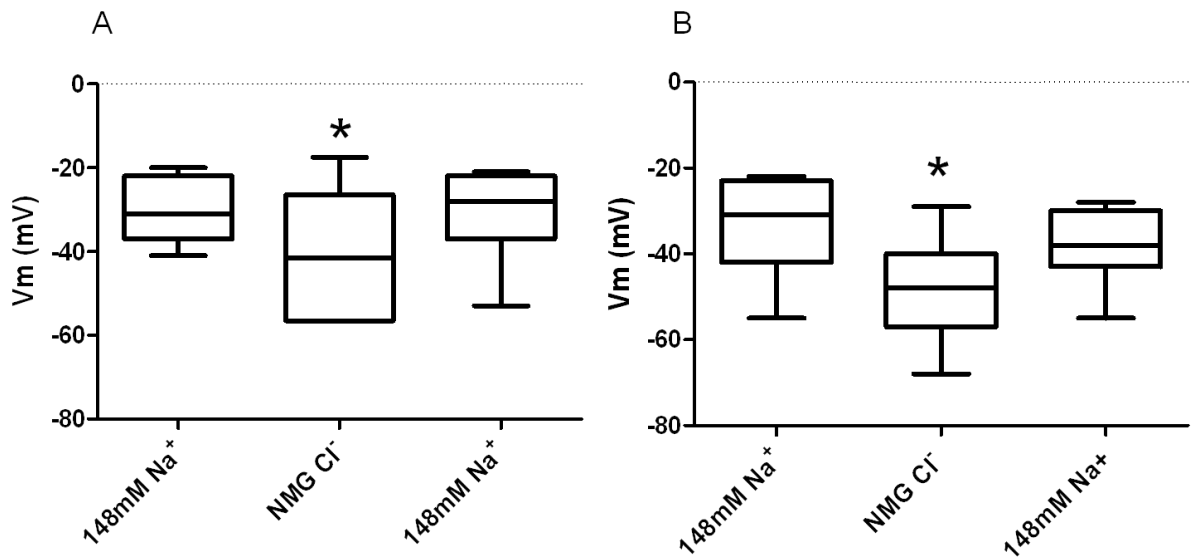 A
0
-20
-40
-60
-80
Vm (mV)
*
148mM Na⁺
NMG Cl⁻
148mM Na⁺
B
0
-20
-40
-60
-80
Vm (mV)
*
148mM Na⁺
NMG Cl⁻
148mM Na+